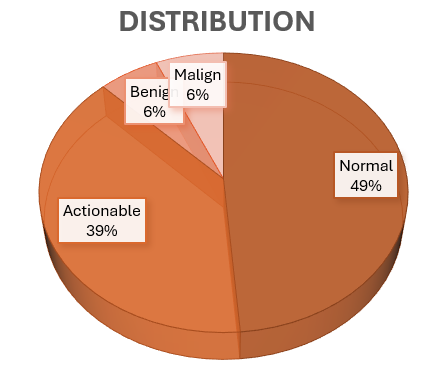 DISTRIBUTION
Malign
6%
Benign
6%
Normal
49%
Actionable
39%